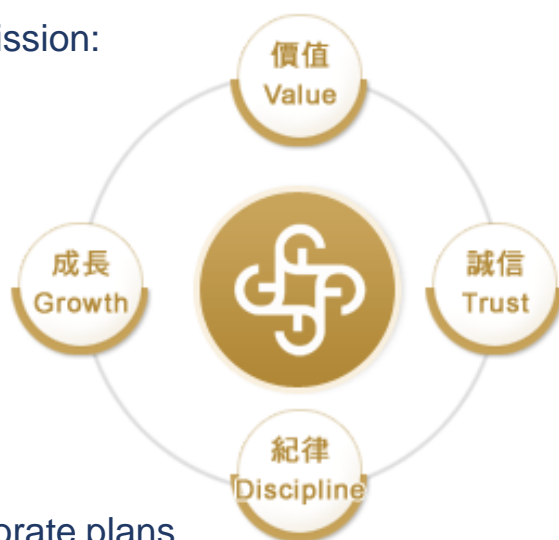 ission:
價值
Value
成長
Growth
誠信
Trust
紀律
Discipline
orate plans